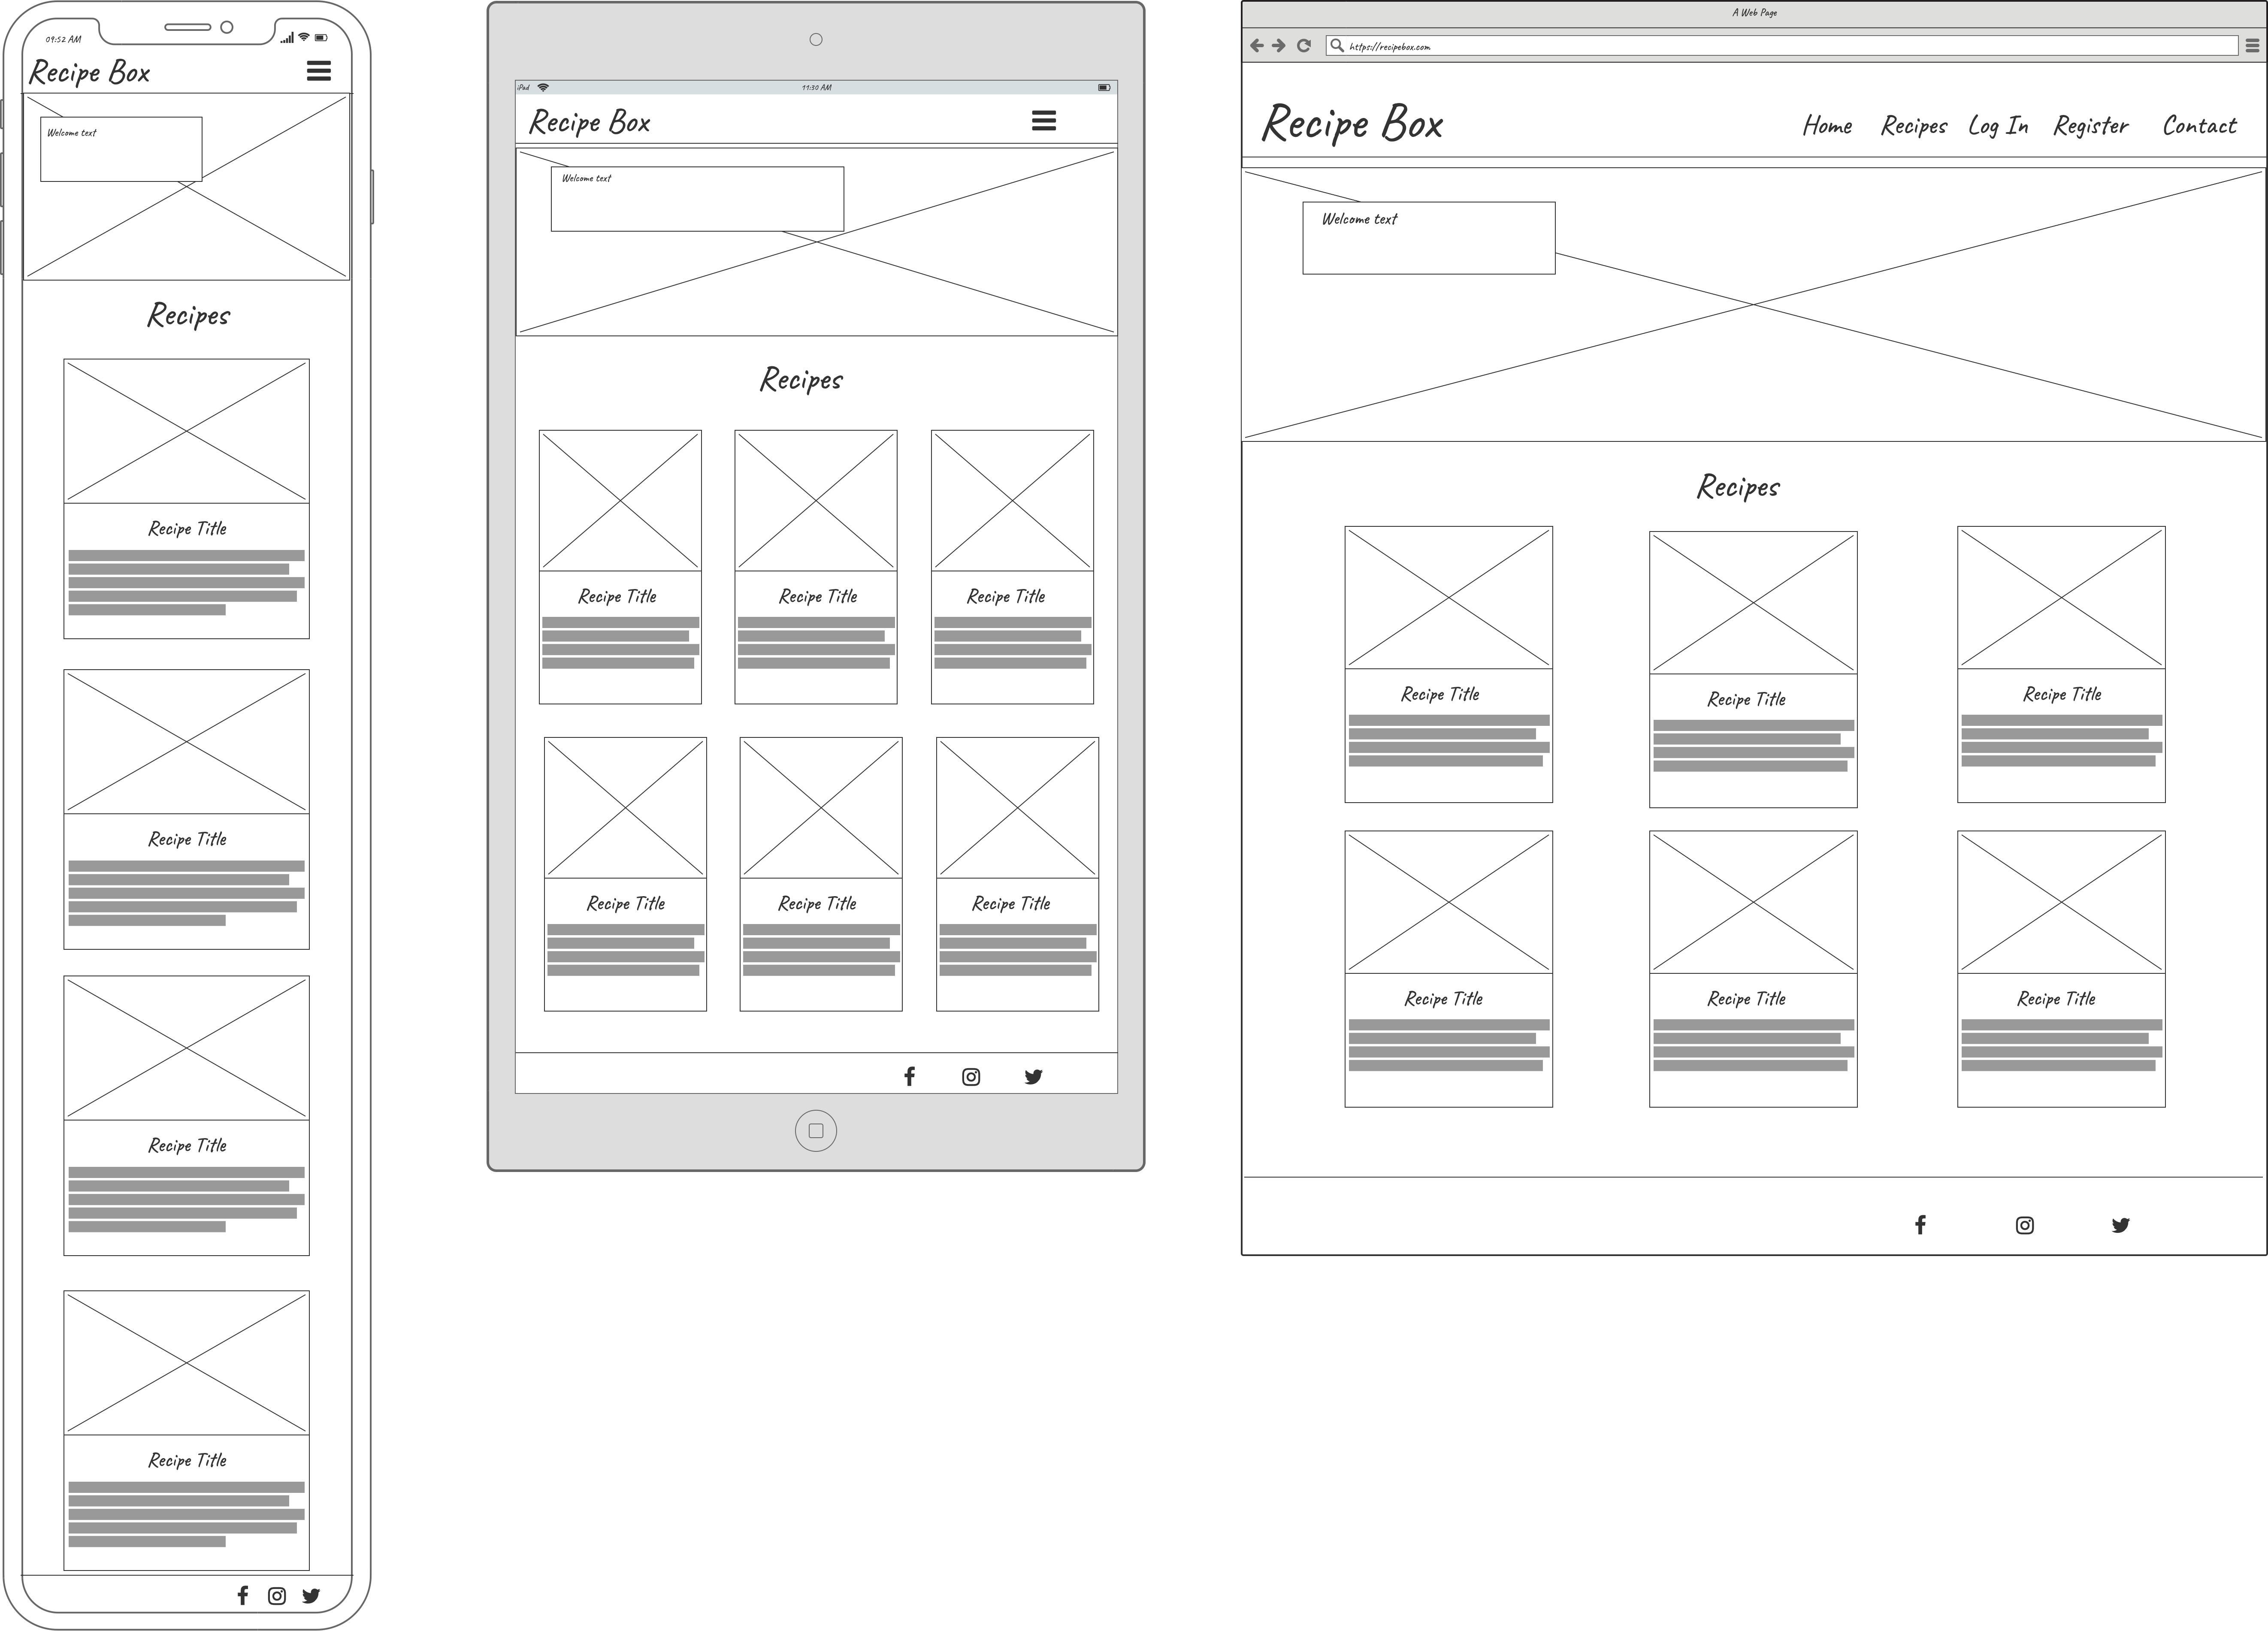 09:52 AM
Recipe Box
Welcome text
Recipes
Recipe Title
Recipe Title
Recipe Title
Recipe Title
iPad
11:30 AM
Recipe Box
Welcome text
Recipes
Recipe Title Recipe Title Recipe Title
Recipe Title Recipe Title Recipe Title
A Web Page
https://recipebox.com
Recipe Box
Home Recipes Log In Register Contact
Welcome text
Recipes
Recipe Title Recipe Title Recipe Title
Recipe Title Recipe Title Recipe Title